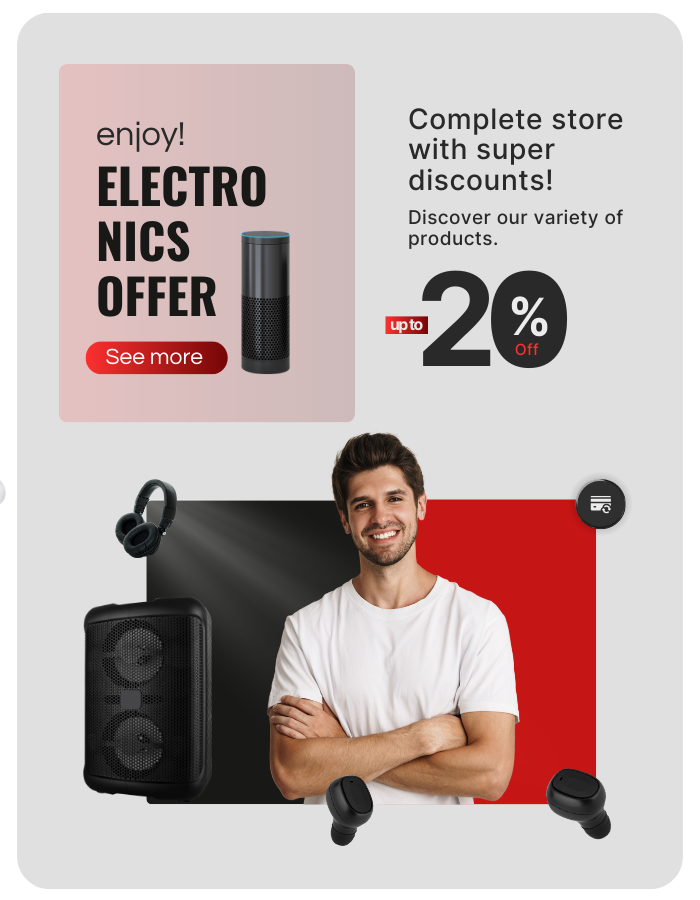 enjoy!
ELECTRO
NICS
OFFER
See more
Complete store
with super
discounts!
Discover our variety of
products.
up to
20
%
Off